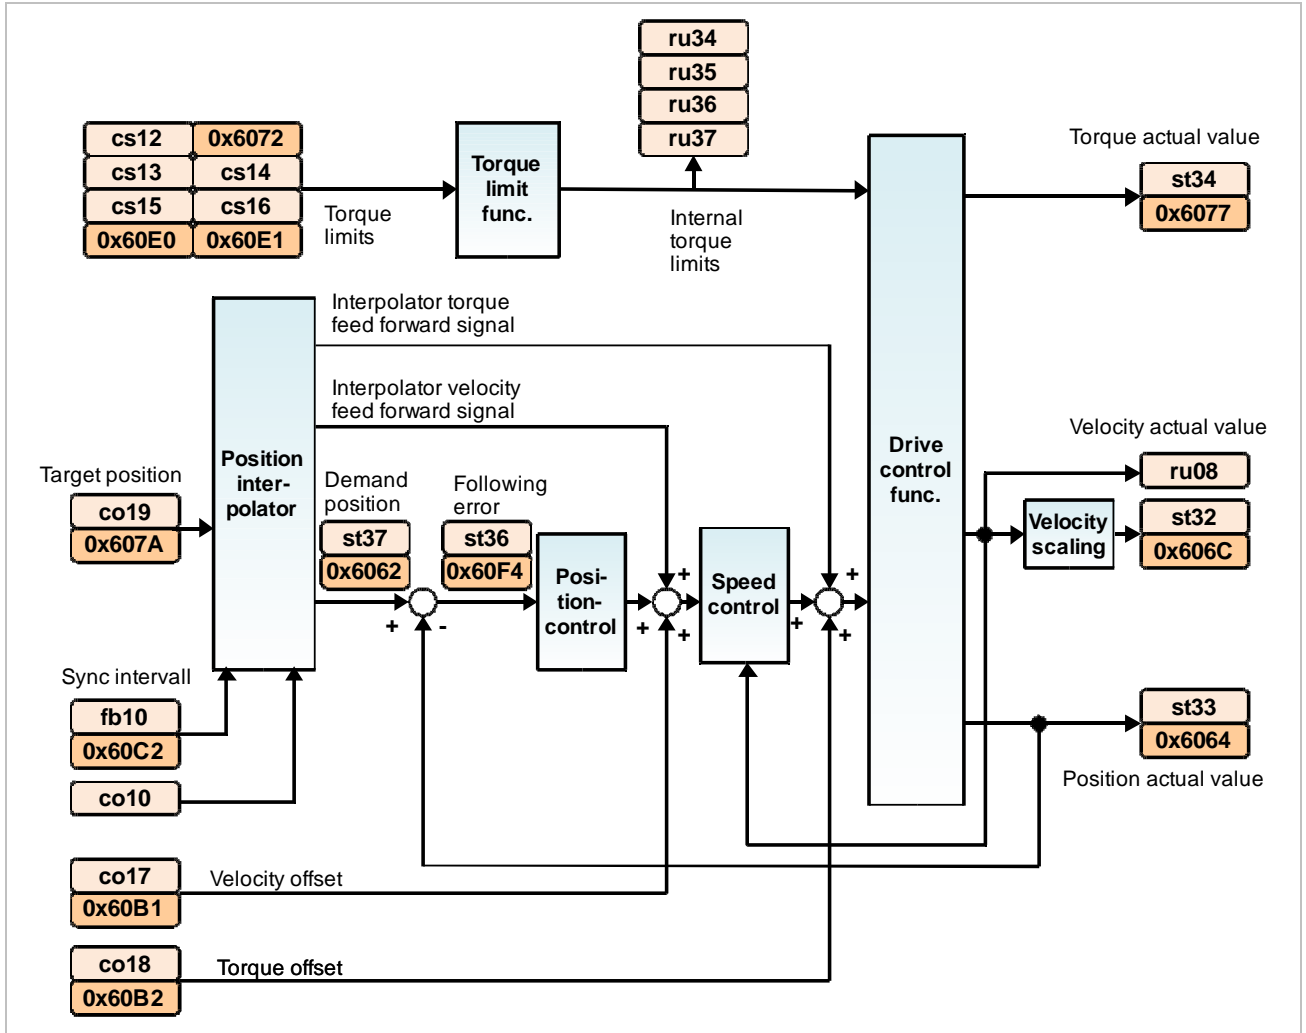 ru34
ru35
ru36
ru37
cs12 0x6072
cs13 cs14
cs15 cs16
0x60E0 0x60E1
Torque
limits
Torque
limit
func.
Internal
torque
limits
Torque actual value
st34
0x6077
Interpolator torque
feed forward signal
Interpolator velocity
feed forward signal
Target position
co19
0x607A
Position
inter-
polator
Demand
position
st37
0x6062
+
-
Following
error
st36
0x60F4
Posi-
tion-
control
+
+
+
Speed
control
+
+
+
Drive
control
func.
Velocity actual value
ru08
Velocity
scaling
st32
0x606C
Sync intervall
fb10
0x60C2
co10
st33
0x6064
Position actual value
co17
0x60B1
Velocity offset
co18
0x60B2
Torque offset